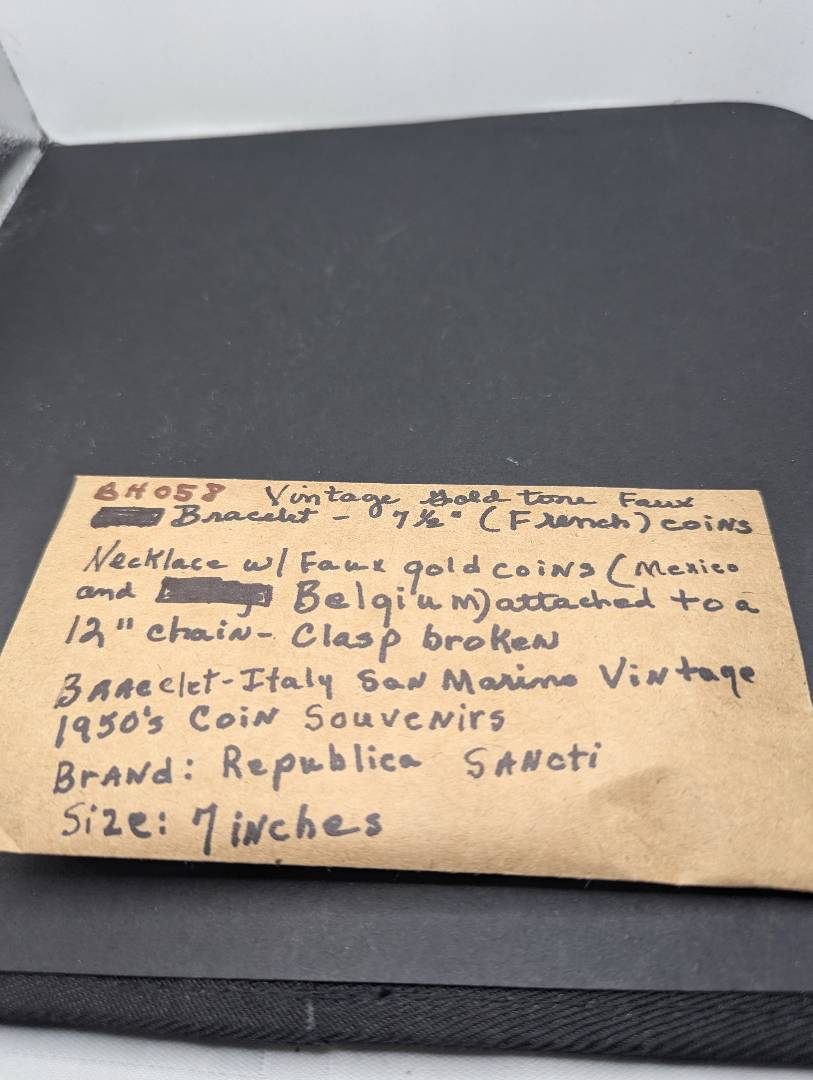 BH058 Vintage Gold tone Faux
Bracelet - 7½" (French) coins
Necklace w/ Faux gold coins (Mexico
and Belgium) attached to a
12" chain - Clasp broken
Bracelet - Italy San Marino Vintage
1950's Coin Souvenirs
Brand: Republica Sancti
Size: 7 inches